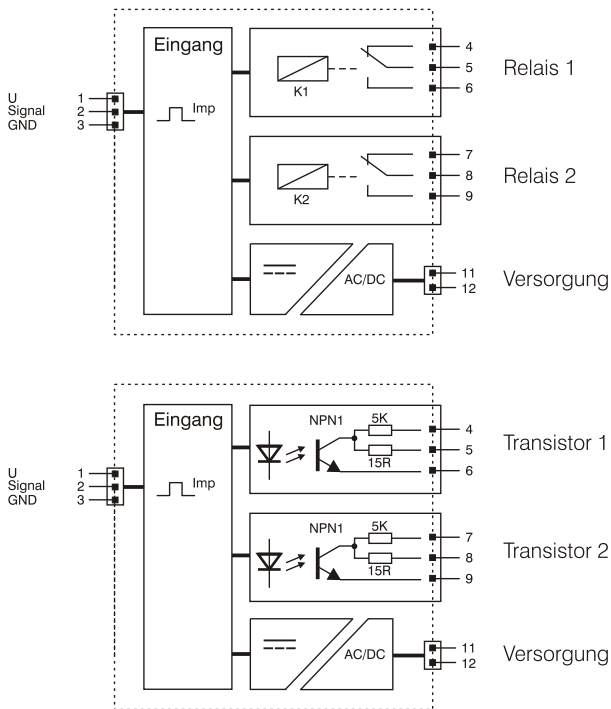 Eingang
4
5
6
K1
Relais 1
U 1
Signal 2
GND 3
Imp
7
8
9
K2
Relais 2
AC/DC
11
12
Versorgung
Eingang
NPN1
5K
15R
4
5
6
Transistor 1
U 1
Signal 2
GND 3
Imp
NPN1
5K
15R
7
8
9
Transistor 2
AC/DC
11
12
Versorgung